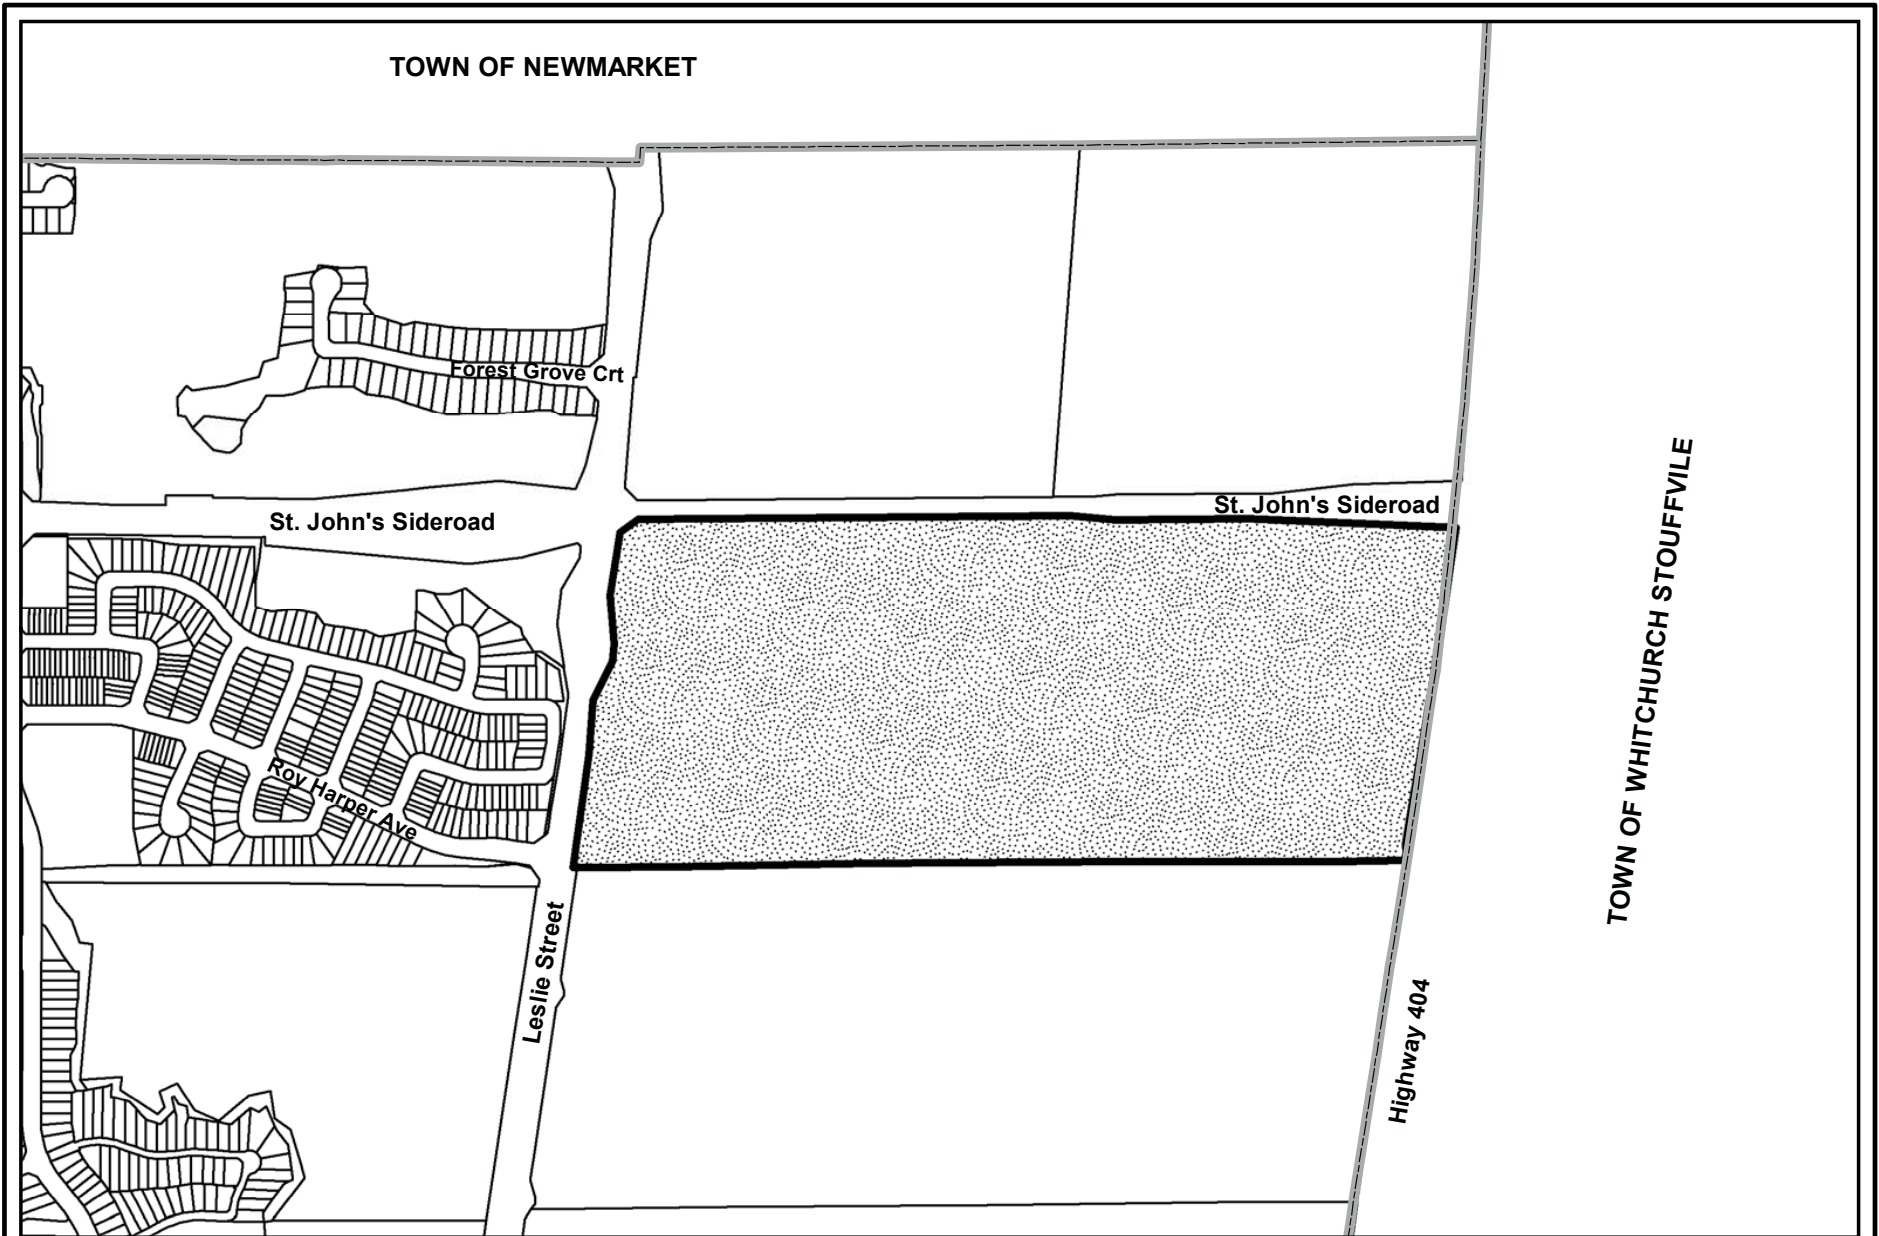 TOWN OF NEWMARKET
Forest Grove Crt
St. John's Sideroad
St. John's Sideroad
TOWN OF WHITCHURCH STOUFFVILE
Roy Harper Ave
Leslie Street
Highway 404